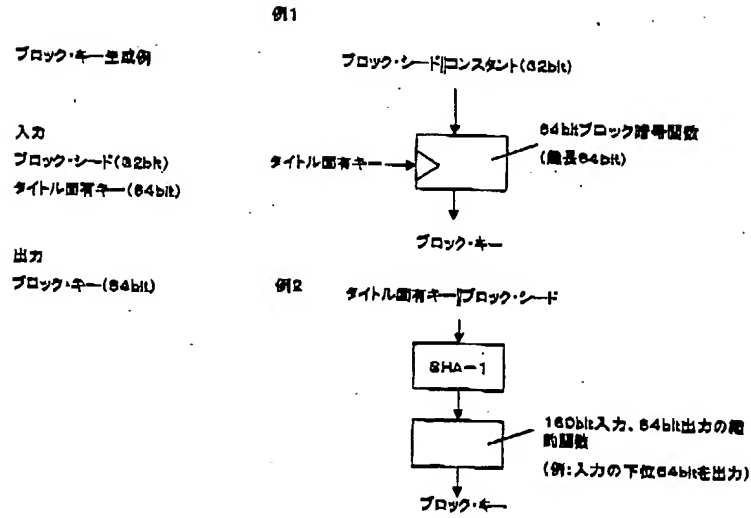 例1
ブロック・キー生成例
ブロック・シード||コンスタント(32bit)
入力
ブロック・シード(32bit)
タイトル固有キー(64bit)
タイトル固有キー
64bitブロック暗号関数
(鍵長64bit)
ブロック・キー
出力
ブロック・キー(64bit)
例2
タイトル固有キー||ブロック・シード
SHA-1
160bit入力、64bit出力の縮
約関数
(例:入力の下位64bitを出力)
ブロック・キー